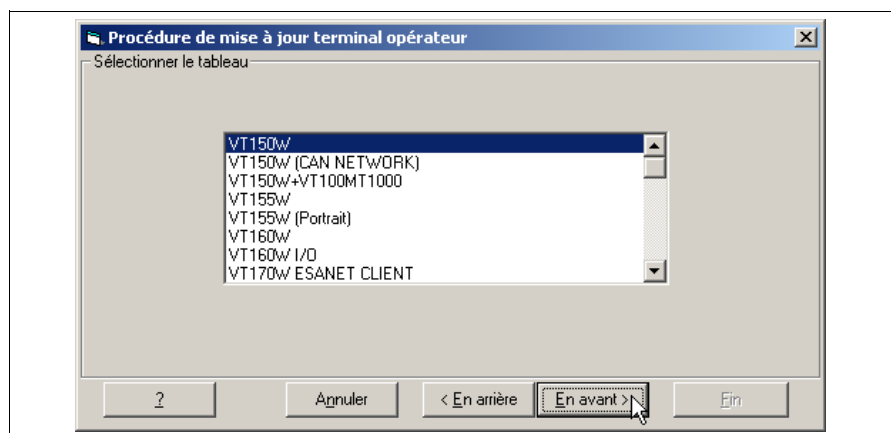 Procédure de mise à jour terminal opérateur
Sélectionner le tableau
VT150W
VT150W (CAN NETWORK)
VT150W+VT100MT1000
VT155W
VT155W (Portrait)
VT160W
VT160W I/O
VT170W ESANET CLIENT
? Annuler < En arrière En avant > Fin